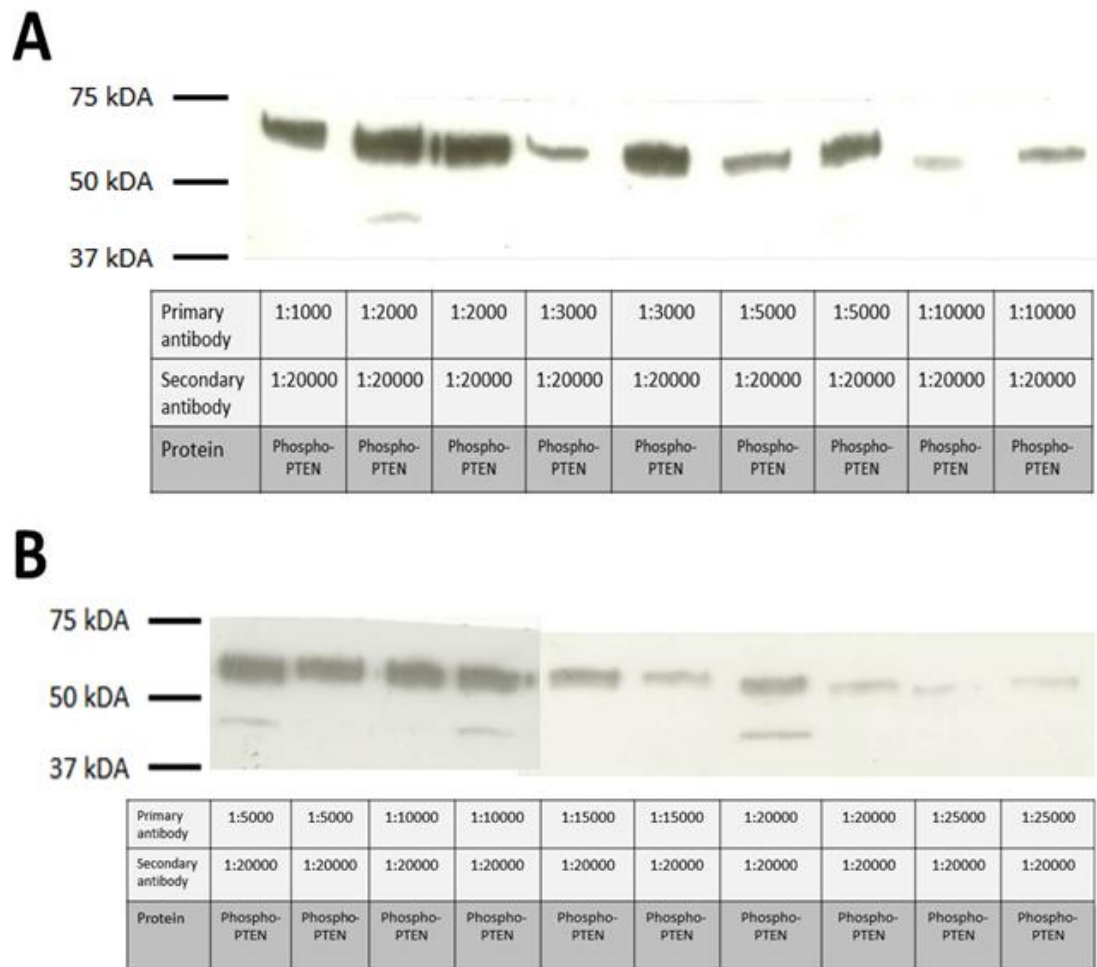 A
75 kDA
50 kDA
37 kDA
Primary antibody 1:1000 1:2000 1:2000 1:3000 1:3000 1:5000 1:5000 1:10000 1:10000
Secondary antibody 1:20000 1:20000 1:20000 1:20000 1:20000 1:20000 1:20000 1:20000 1:20000
Protein Phospho-PTEN Phospho-PTEN Phospho-PTEN Phospho-PTEN Phospho-PTEN Phospho-PTEN Phospho-PTEN Phospho-PTEN Phospho-PTEN
B
75 kDA
50 kDA
37 kDA
Primary antibody 1:5000 1:5000 1:10000 1:10000 1:15000 1:15000 1:20000 1:20000 1:25000 1:25000
Secondary antibody 1:20000 1:20000 1:20000 1:20000 1:20000 1:20000 1:20000 1:20000 1:20000 1:20000
Protein Phospho-PTEN Phospho-PTEN Phospho-PTEN Phospho-PTEN Phospho-PTEN Phospho-PTEN Phospho-PTEN Phospho-PTEN Phospho-PTEN Phospho-PTEN